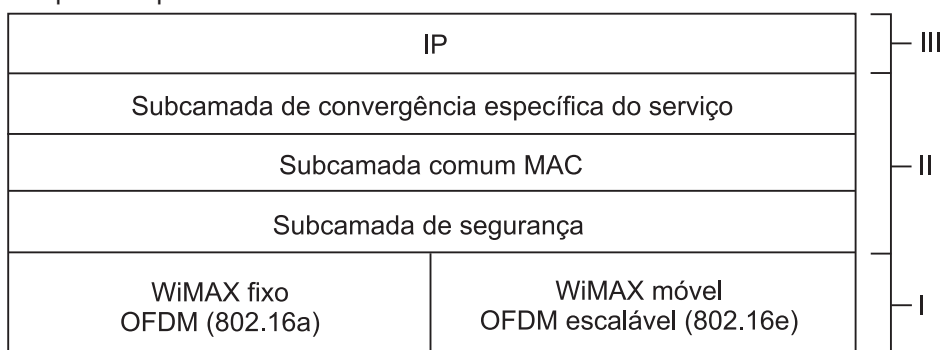 IP
III
Subcamada de convergência específica do serviço
Subcamada comum MAC
II
Subcamada de segurança
WiMAX fixo
OFDM (802.16a)
WiMAX móvel
OFDM escalável (802.16e)
I